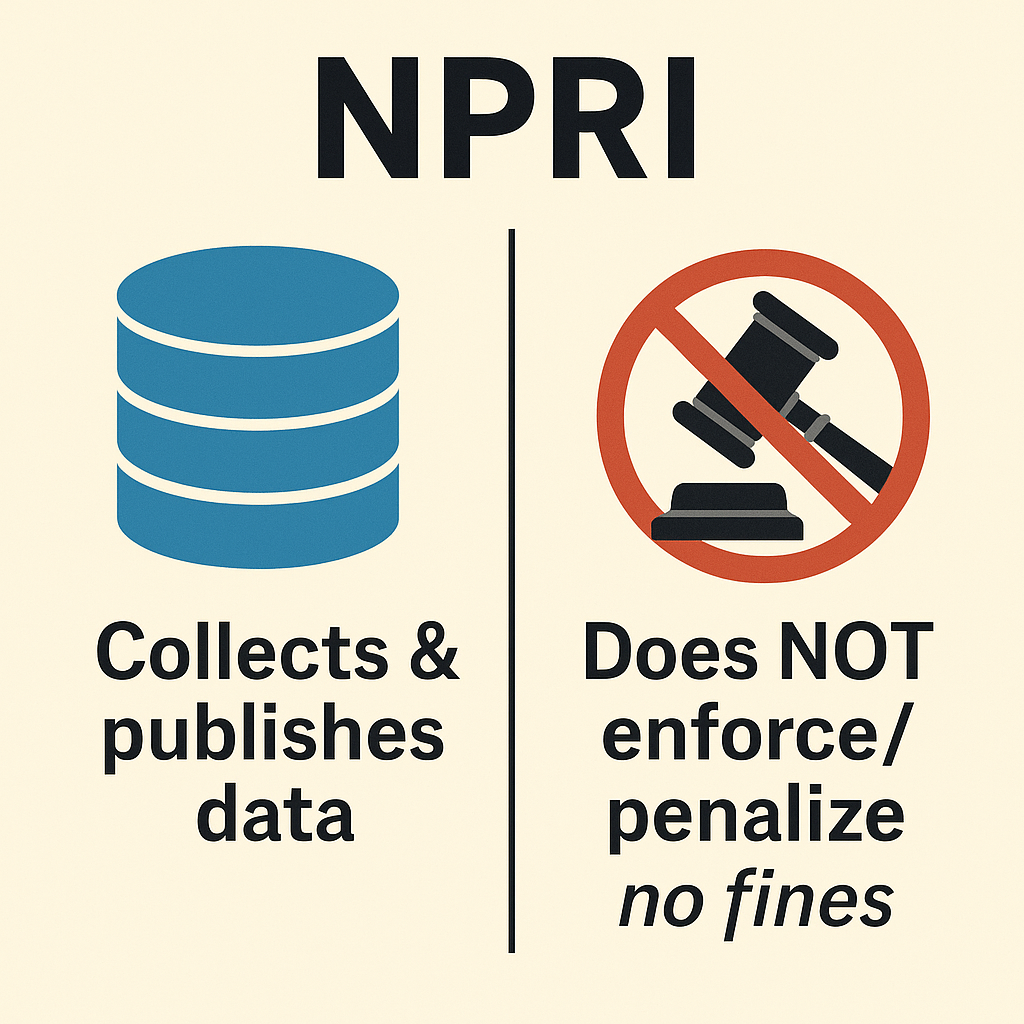 NPRI
Collects &
publishes
data
Does NOT
enforce/
penalize
no fines